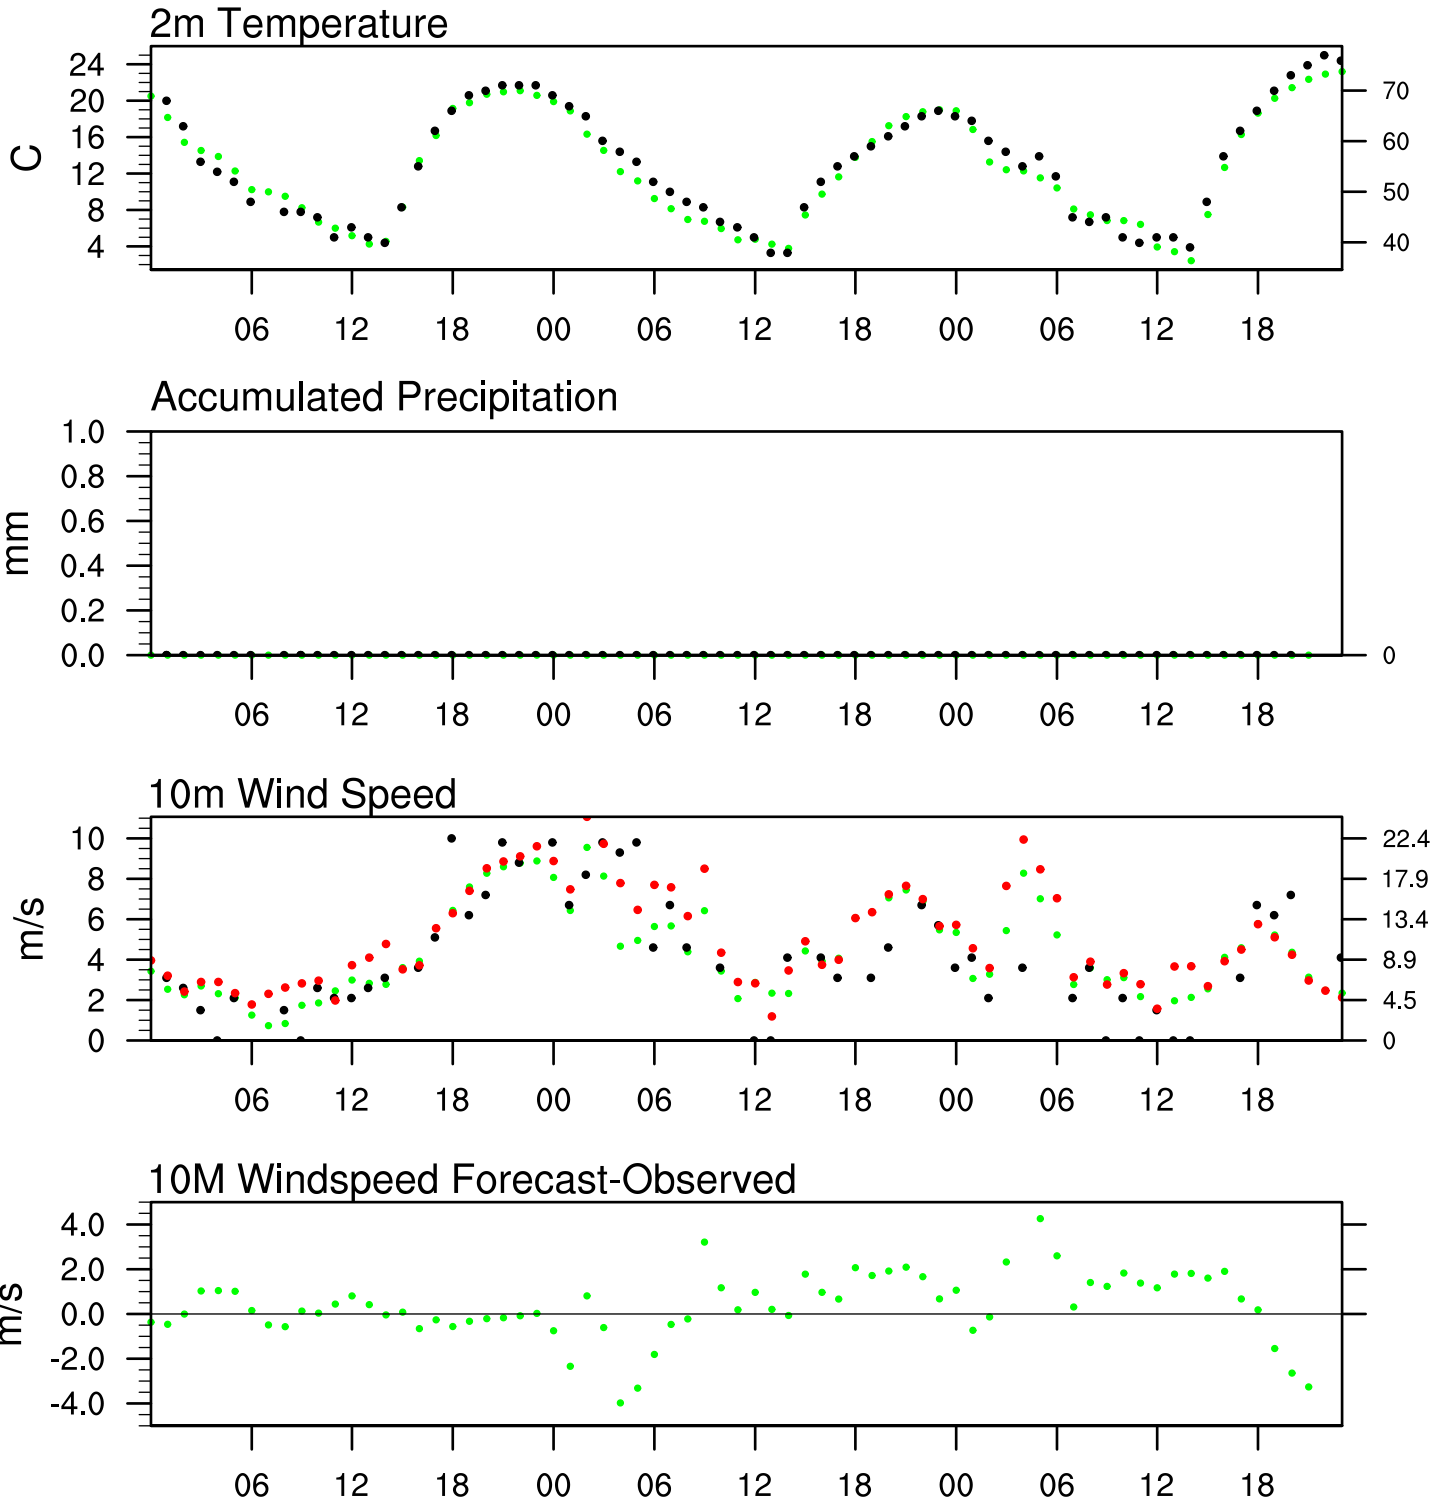 2m Temperature
24
20
16
12
8
4
C
70
60
50
40
06 12 18 00 06 12 18 00 06 12 18
Accumulated Precipitation
1.0
0.8
0.6
0.4
0.2
0.0
mm
0
06 12 18 00 06 12 18 00 06 12 18
10m Wind Speed
10
8
6
4
2
0
m/s
22.4
17.9
13.4
8.9
4.5
0
06 12 18 00 06 12 18 00 06 12 18
10M Windspeed Forecast-Observed
4.0
2.0
0.0
-2.0
-4.0
m/s
06 12 18 00 06 12 18 00 06 12 18